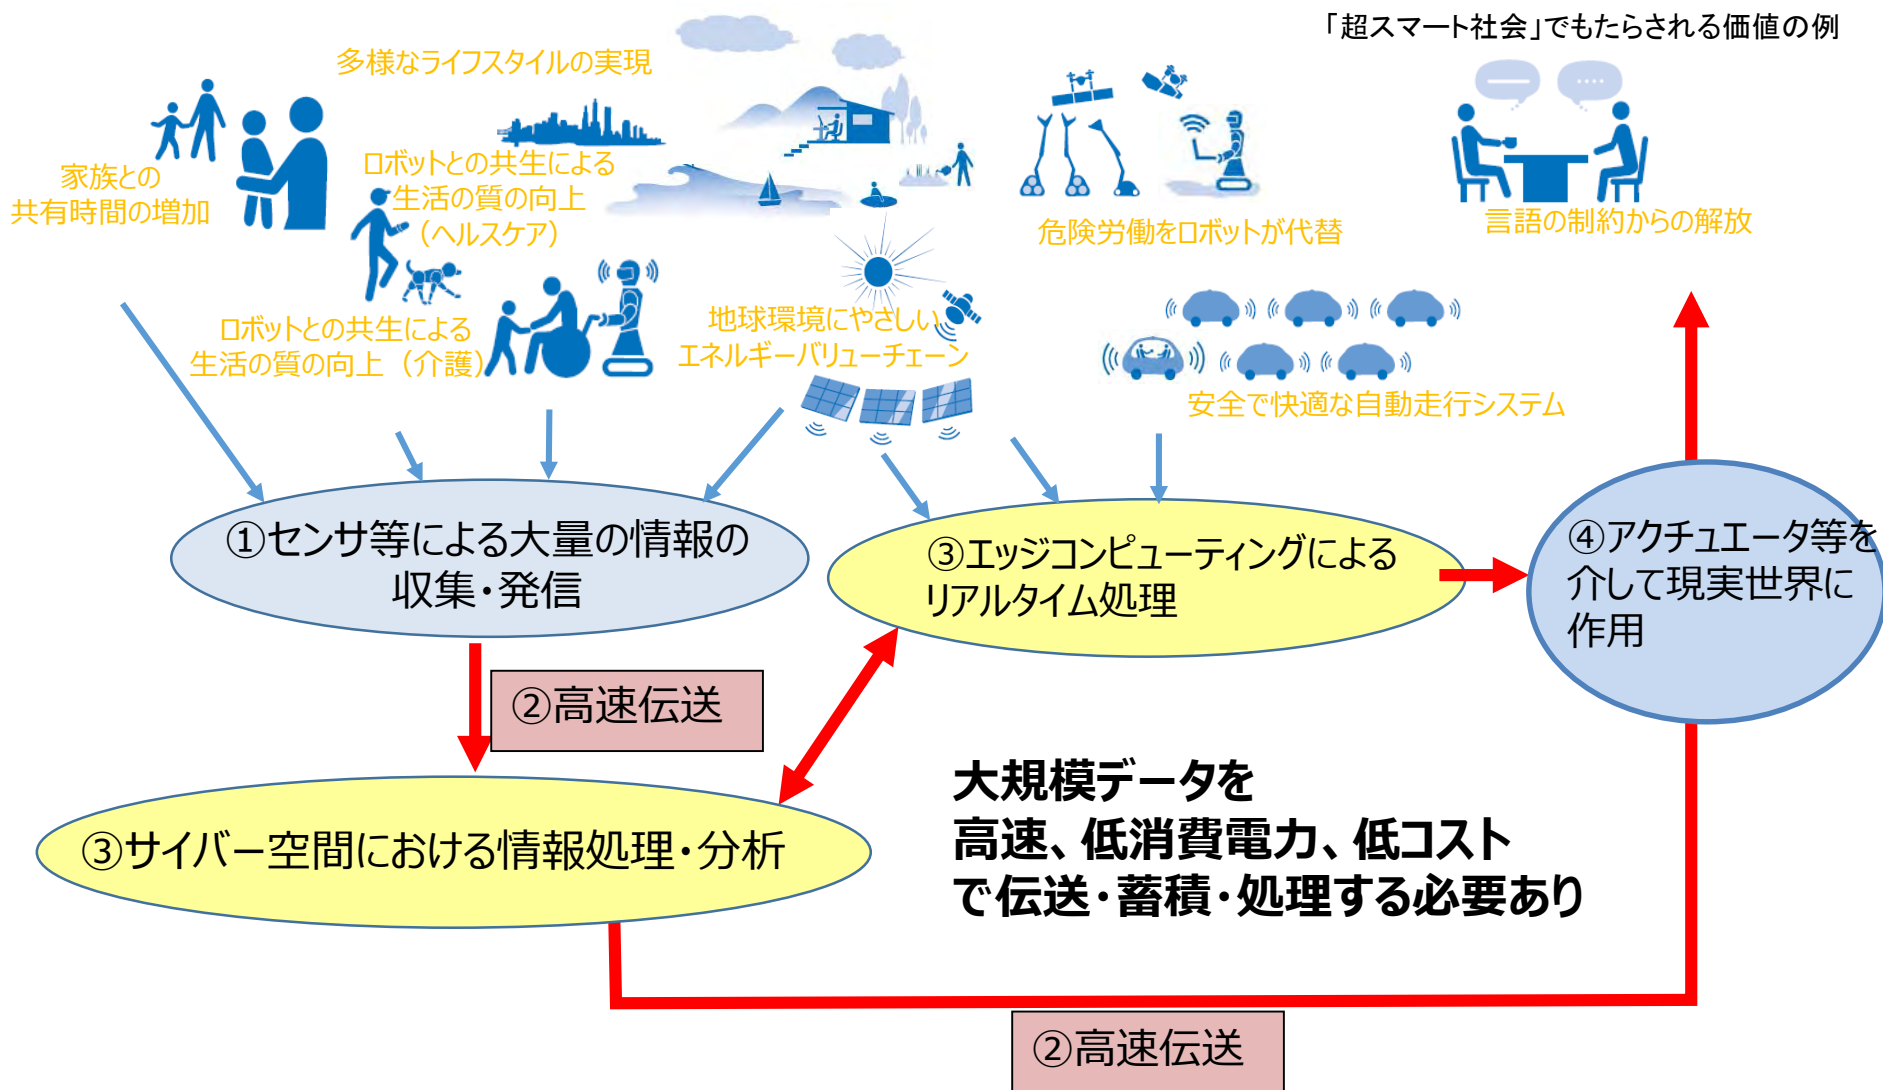 「超スマート社会」でもたらされる価値の例
多様なライフスタイルの実現
家族との
共有時間の増加
ロボットとの共生による
生活の質の向上
（ヘルスケア）
危険労働をロボットが代替
言語の制約からの解放
ロボットとの共生による
生活の質の向上（介護）
地球環境にやさしい
エネルギーバリューチェーン
安全で快適な自動走行システム
①センサ等による大量の情報の
収集・発信
③エッジコンピューティングによる
リアルタイム処理
④アクチュエータ等を
介して現実世界に
作用
②高速伝送
③サイバー空間における情報処理・分析
大規模データを
高速、低消費電力、低コスト
で伝送・蓄積・処理する必要あり
②高速伝送